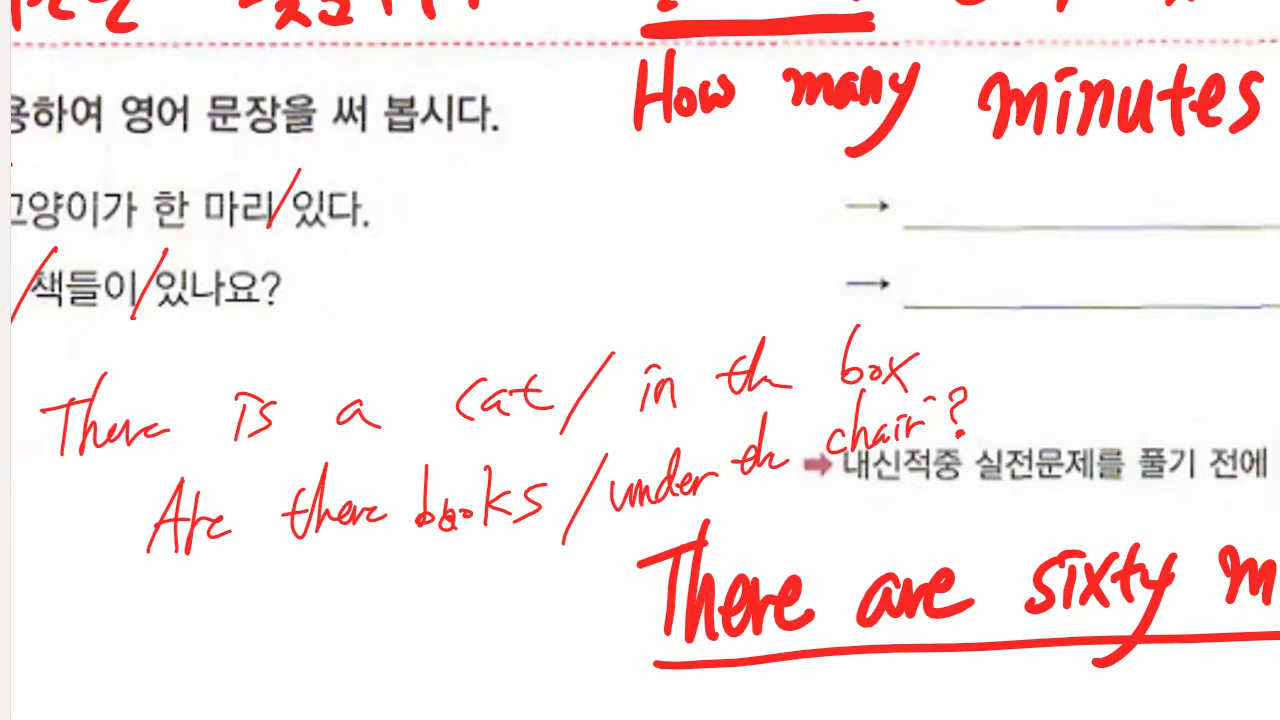 How many minutes
용하여 영어 문장을 써 봅시다.
고양이가 한 마리/있다.
→
/책들이/있나요?
→
There is a cat/in the box
Are there books/under the chair?
➡ 내신적중 실전문제를 풀기 전에
There are sixty m